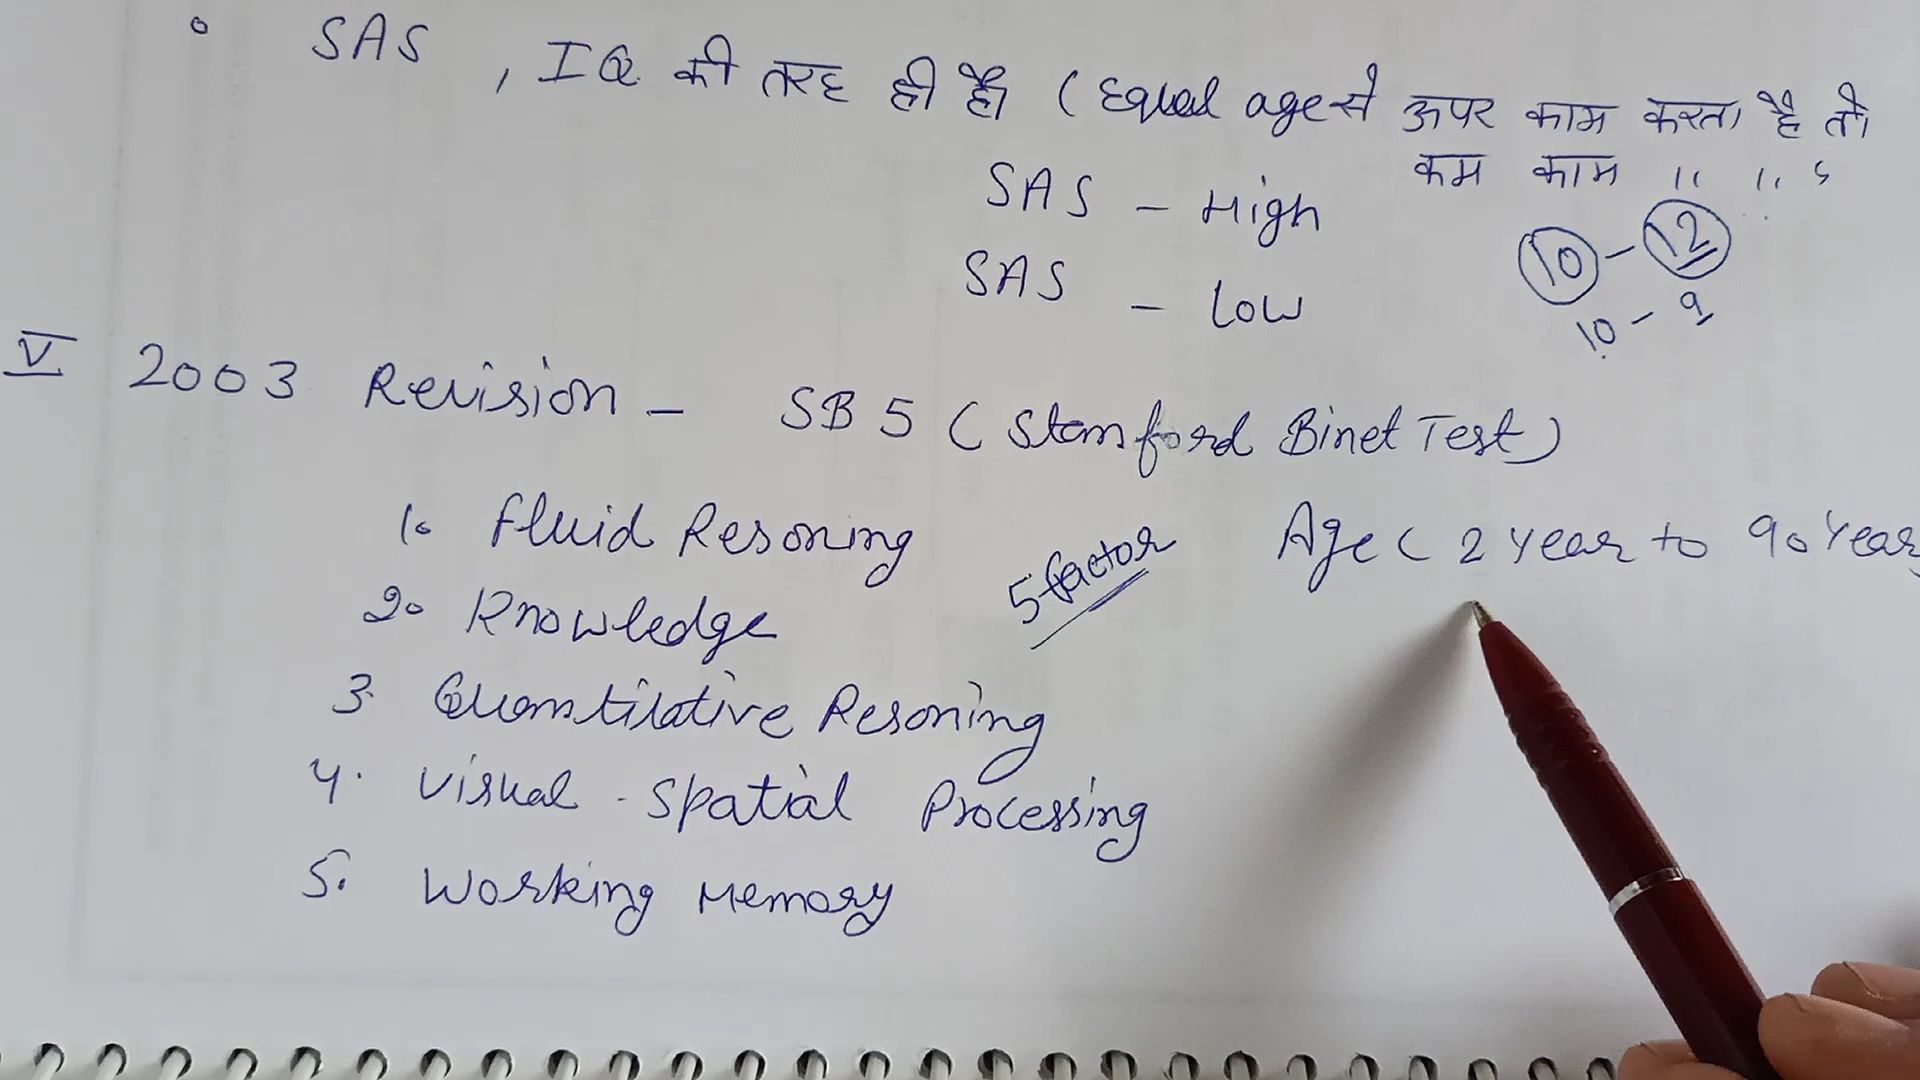 SAS , IQ की तरह ही है। ( Equal age से ऊपर काम करता है तो
कम काम " " ,
SAS - High
10 - 12
SAS - Low
10 - 9
V 2003 Revision - SB 5 ( Stanford Binet Test )
1. Fluid Resoning
5 factor
Age ( 2 Year to 90 Year
2. Knowledge
3. Quantitative Resoning
4. Visual - Spatial Processing
5. Working Memory